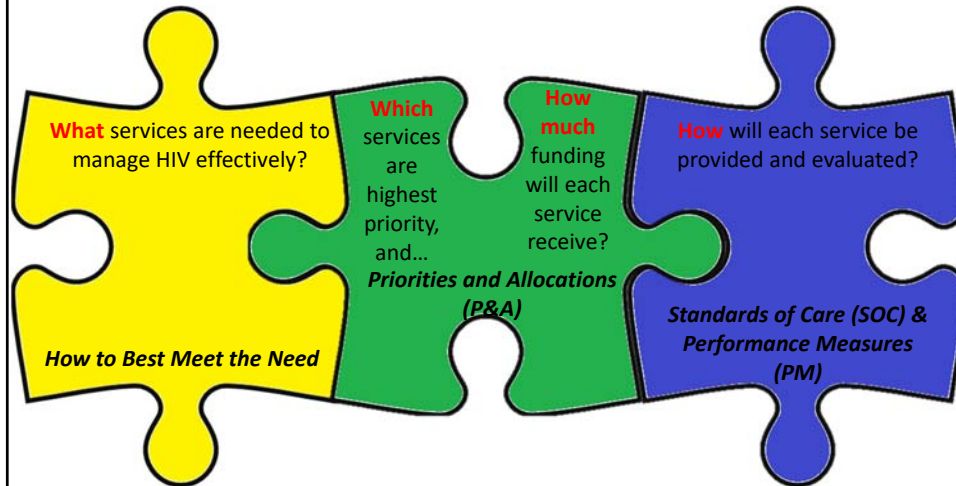 What services are needed to
manage HIV effectively?
How to Best Meet the Need
Which
services
are
highest
priority,
and…
How
much
funding
will each
service
receive?
Priorities and Allocations
(P&A)
How will each service be
provided and evaluated?
Standards of Care (SOC) &
Performance Measures
(PM)